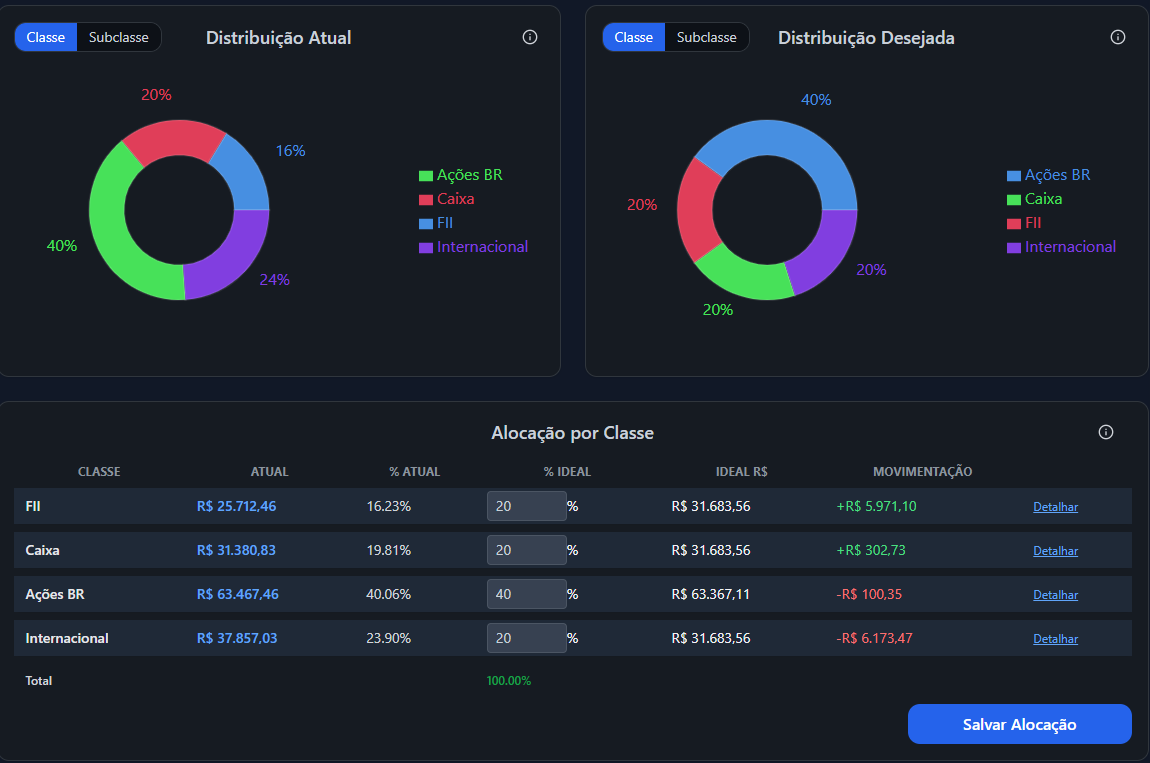 Classe Subclasse Distribuição Atual
20%
16%
40%
24%
Ações BR
Caixa
FII
Internacional
Classe Subclasse Distribuição Desejada
40%
20%
20%
20%
Ações BR
Caixa
FII
Internacional
Alocação por Classe
CLASSE ATUAL % ATUAL % IDEAL IDEAL R$ MOVIMENTAÇÃO
FII R$ 25.712,46 16.23% 20 % R$ 31.683,56 +R$ 5.971,10 Detalhar
Caixa R$ 31.380,83 19.81% 20 % R$ 31.683,56 +R$ 302,73 Detalhar
Ações BR R$ 63.467,46 40.06% 40 % R$ 63.367,11 -R$ 100,35 Detalhar
Internacional R$ 37.857,03 23.90% 20 % R$ 31.683,56 -R$ 6.173,47 Detalhar
Total 100.00%
Salvar Alocação